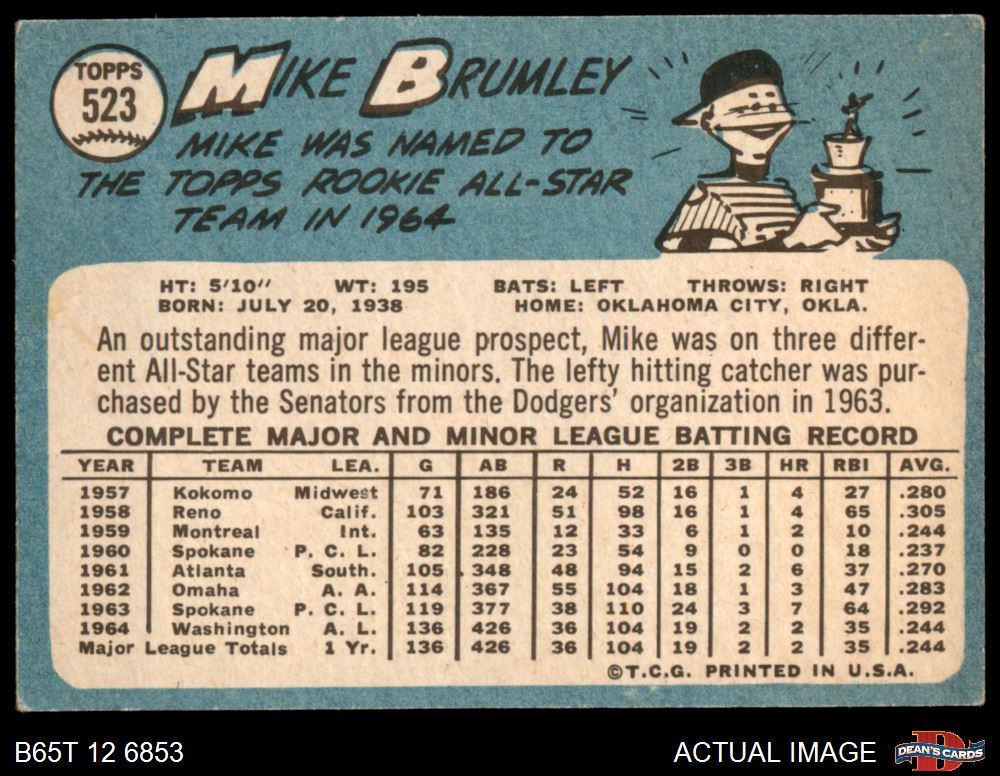 TOPPS
523
MIKE BRUMLEY
MIKE WAS NAMED TO
THE TOPPS ROOKIE ALL-STAR
TEAM IN 1964
HT: 5'10" WT: 195 BATS: LEFT THROWS: RIGHT
BORN: JULY 20, 1938 HOME: OKLAHOMA CITY, OKLA.
An outstanding major league prospect, Mike was on three differ-
ent All-Star teams in the minors. The lefty hitting catcher was pur-
chased by the Senators from the Dodgers' organization in 1963.
COMPLETE MAJOR AND MINOR LEAGUE BATTING RECORD
YEAR TEAM LEA. G AB R H 2B 3B HR RBI AVG.
1957 Kokomo Midwest 71 186 24 52 16 1 4 27 .280
1958 Reno Calif. 103 321 51 98 16 1 4 65 .305
1959 Montreal Int. 63 135 12 33 6 1 2 10 .244
1960 Spokane P. C. L. 82 228 23 54 9 0 0 18 .237
1961 Atlanta South. 105 348 48 94 15 2 6 37 .270
1962 Omaha A. A. 114 367 55 104 18 1 3 47 .283
1963 Spokane P. C. L. 119 377 38 110 24 3 7 64 .292
1964 Washington A. L. 136 426 36 104 19 2 2 35 .244
Major League Totals 1 Yr. 136 426 36 104 19 2 2 35 .244
©T.C.G. PRINTED IN U.S.A.
B65T 12 6853 ACTUAL IMAGE DEAN'S CARDS